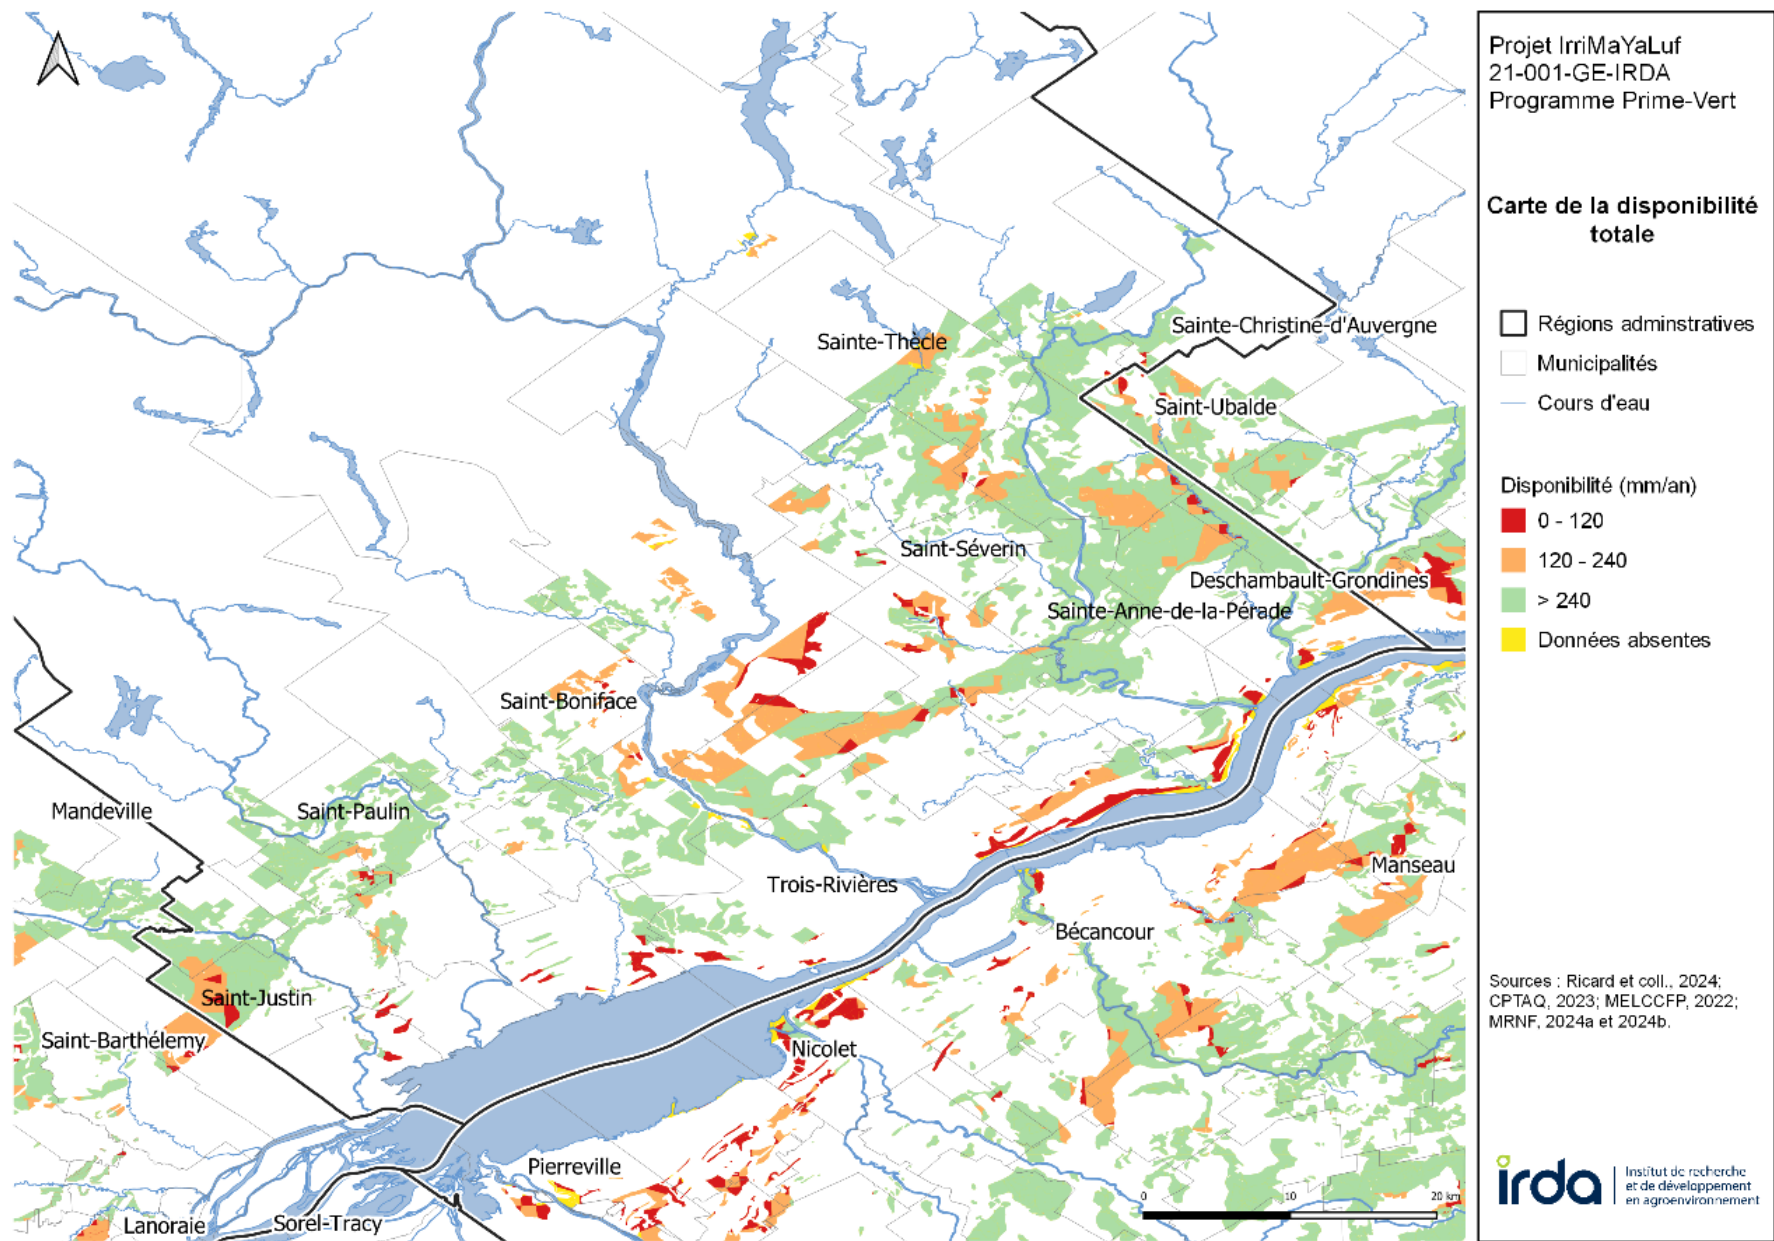 Projet IrriMaYaLuf
21-001-GE-IRDA
Programme Prime-Vert
Carte de la disponibilité
totale
Régions adminstratives
Municipalités
Cours d'eau
Disponibilité (mm/an)
0 - 120
120 - 240
> 240
Données absentes
Sources : Ricard et coll., 2024;
CPTAQ, 2023; MELCCFP, 2022;
MRNF, 2024a et 2024b.
irda
Institut de recherche
et de développement
en agroenvironnement
Sainte-Christine-d'Auvergne
Sainte-Thècle
Saint-Ubalde
Saint-Séverin
Deschambault-Grondines
Sainte-Anne-de-la-Pérade
Saint-Boniface
Mandeville
Saint-Paulin
Manseau
Trois-Rivières
Bécancour
Saint-Justin
Saint-Barthélemy
Nicolet
Pierreville
Lanoraie
Sorel-Tracy
0 10 20 km